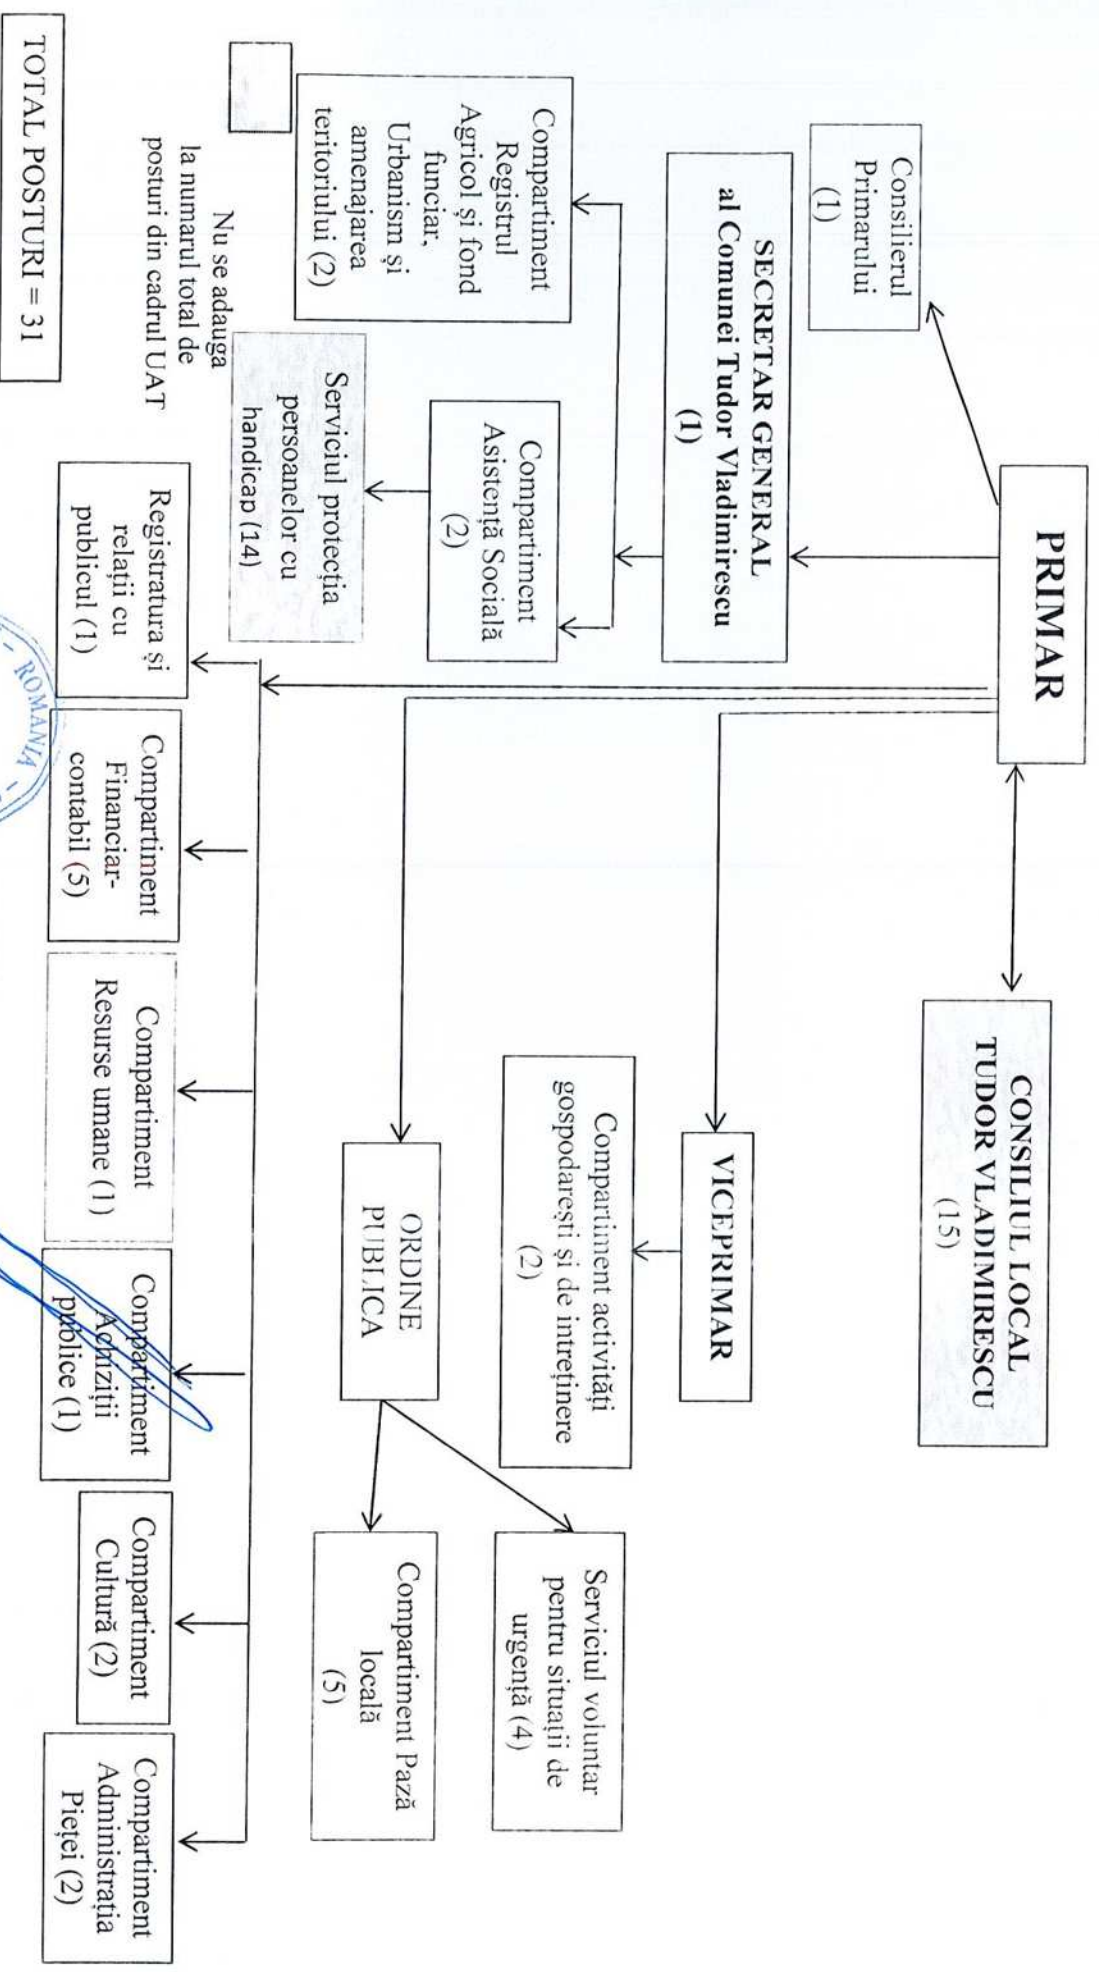 PRIMAR
CONSILIUL LOCAL
TUDOR VLADIMIRESCU
(15)
Consilierul
Primarului
(1)
SECRETAR GENERAL
al Comunei Tudor Vladimirescu
(1)
VICEPRIMAR
Compartiment activități
gospodarești și de intreținere
(2)
Compartiment
Registrul
Agricol și fond
funciar,
Urbanism și
amenajarea
teritoriului (2)
Compartiment
Asistență Socială
(2)
Serviciul protecția
persoanelor cu
handicap (14)
ORDINE
PUBLICA
Serviciul voluntar
pentru situații de
urgență (4)
Compartiment Pază
locală
(5)
Nu se adauga
la numarul total de
posturi din cadrul UAT
Registratura și
relații cu
publicul (1)
Compartiment
Financiar-
contabil (5)
Compartiment
Resurse umane (1)
Compartiment
Achiziții
publice (1)
Compartiment
Cultură (2)
Compartiment
Administrația
Pieței (2)
TOTAL POSTURI = 31
- ROMANIA -